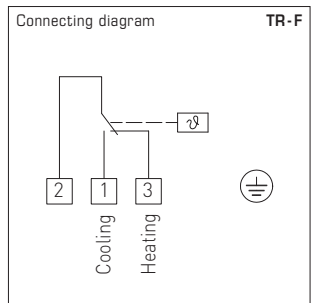 Connecting diagram TR-F
ϑ
2 1 3
Cooling
Heating